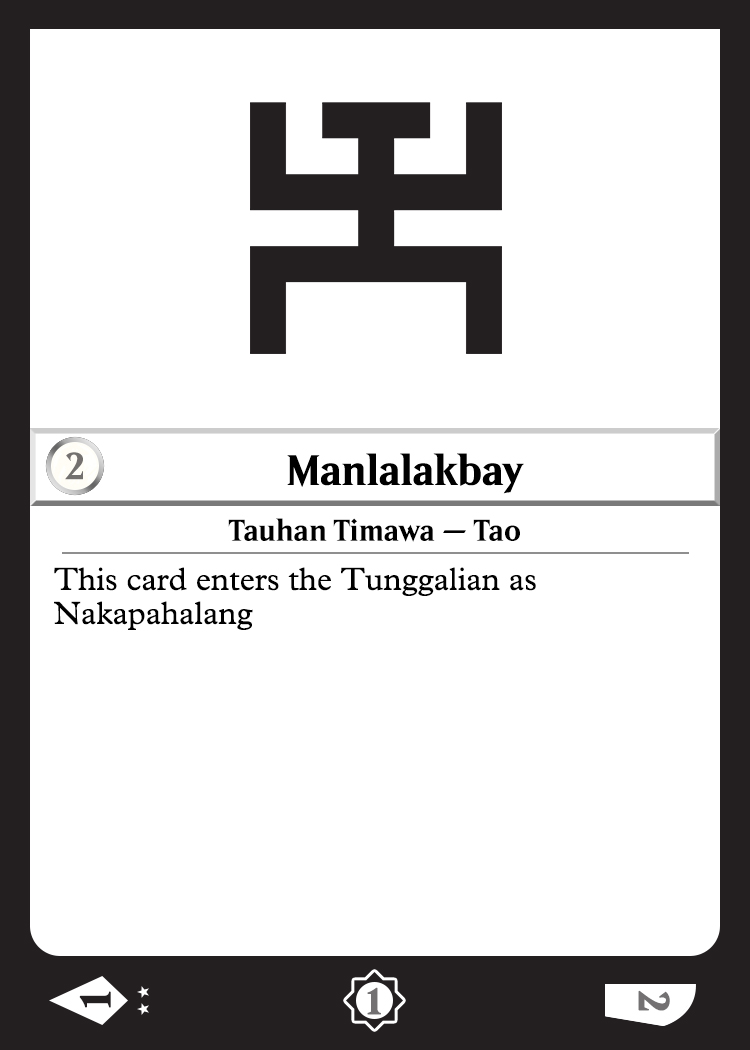 2
Manlalakbay
Tauhan Timawa — Tao
This card enters the Tunggalian as
Nakapahalang
1
1
2